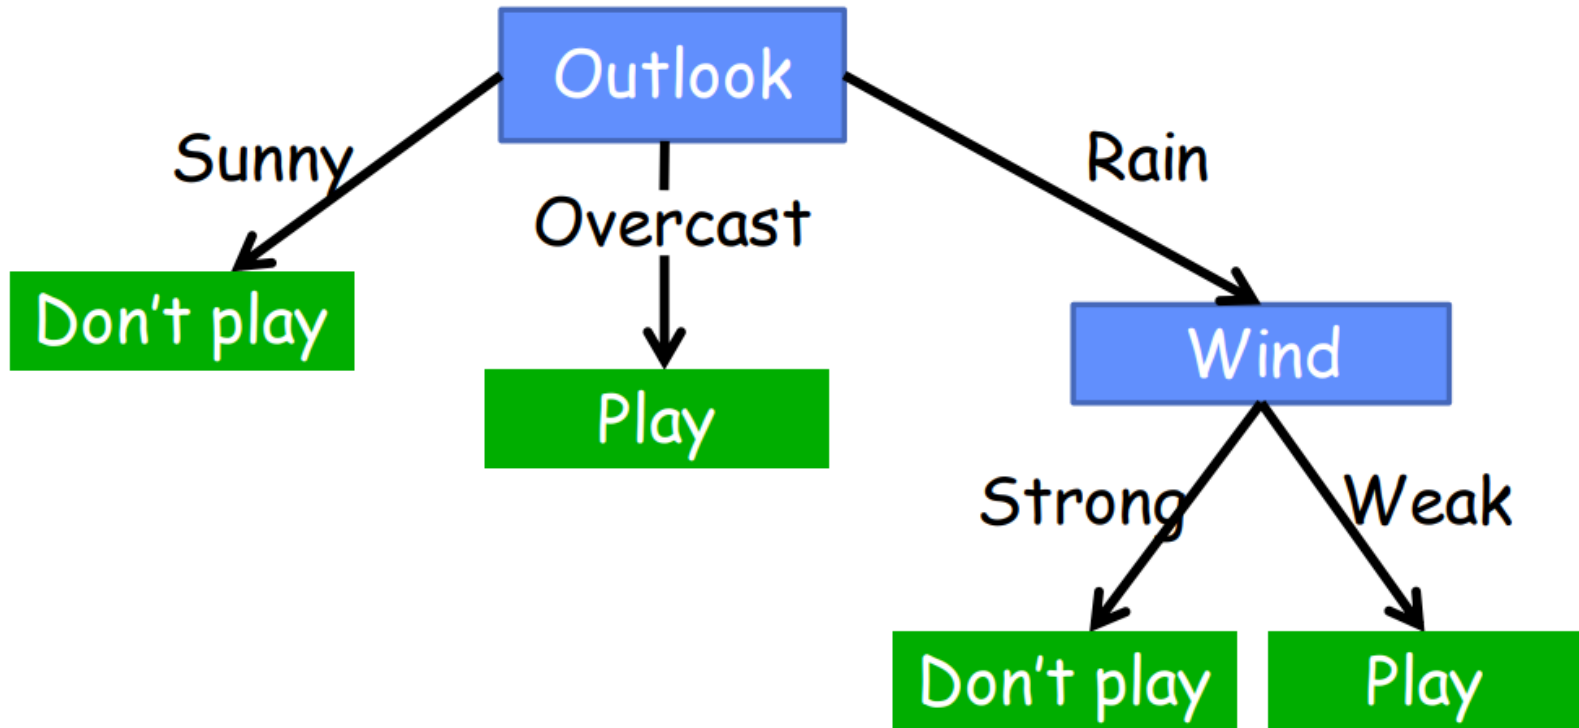 Outlook
Sunny
Overcast
Rain
Don't play
Play
Wind
Strong
Weak
Don't play
Play